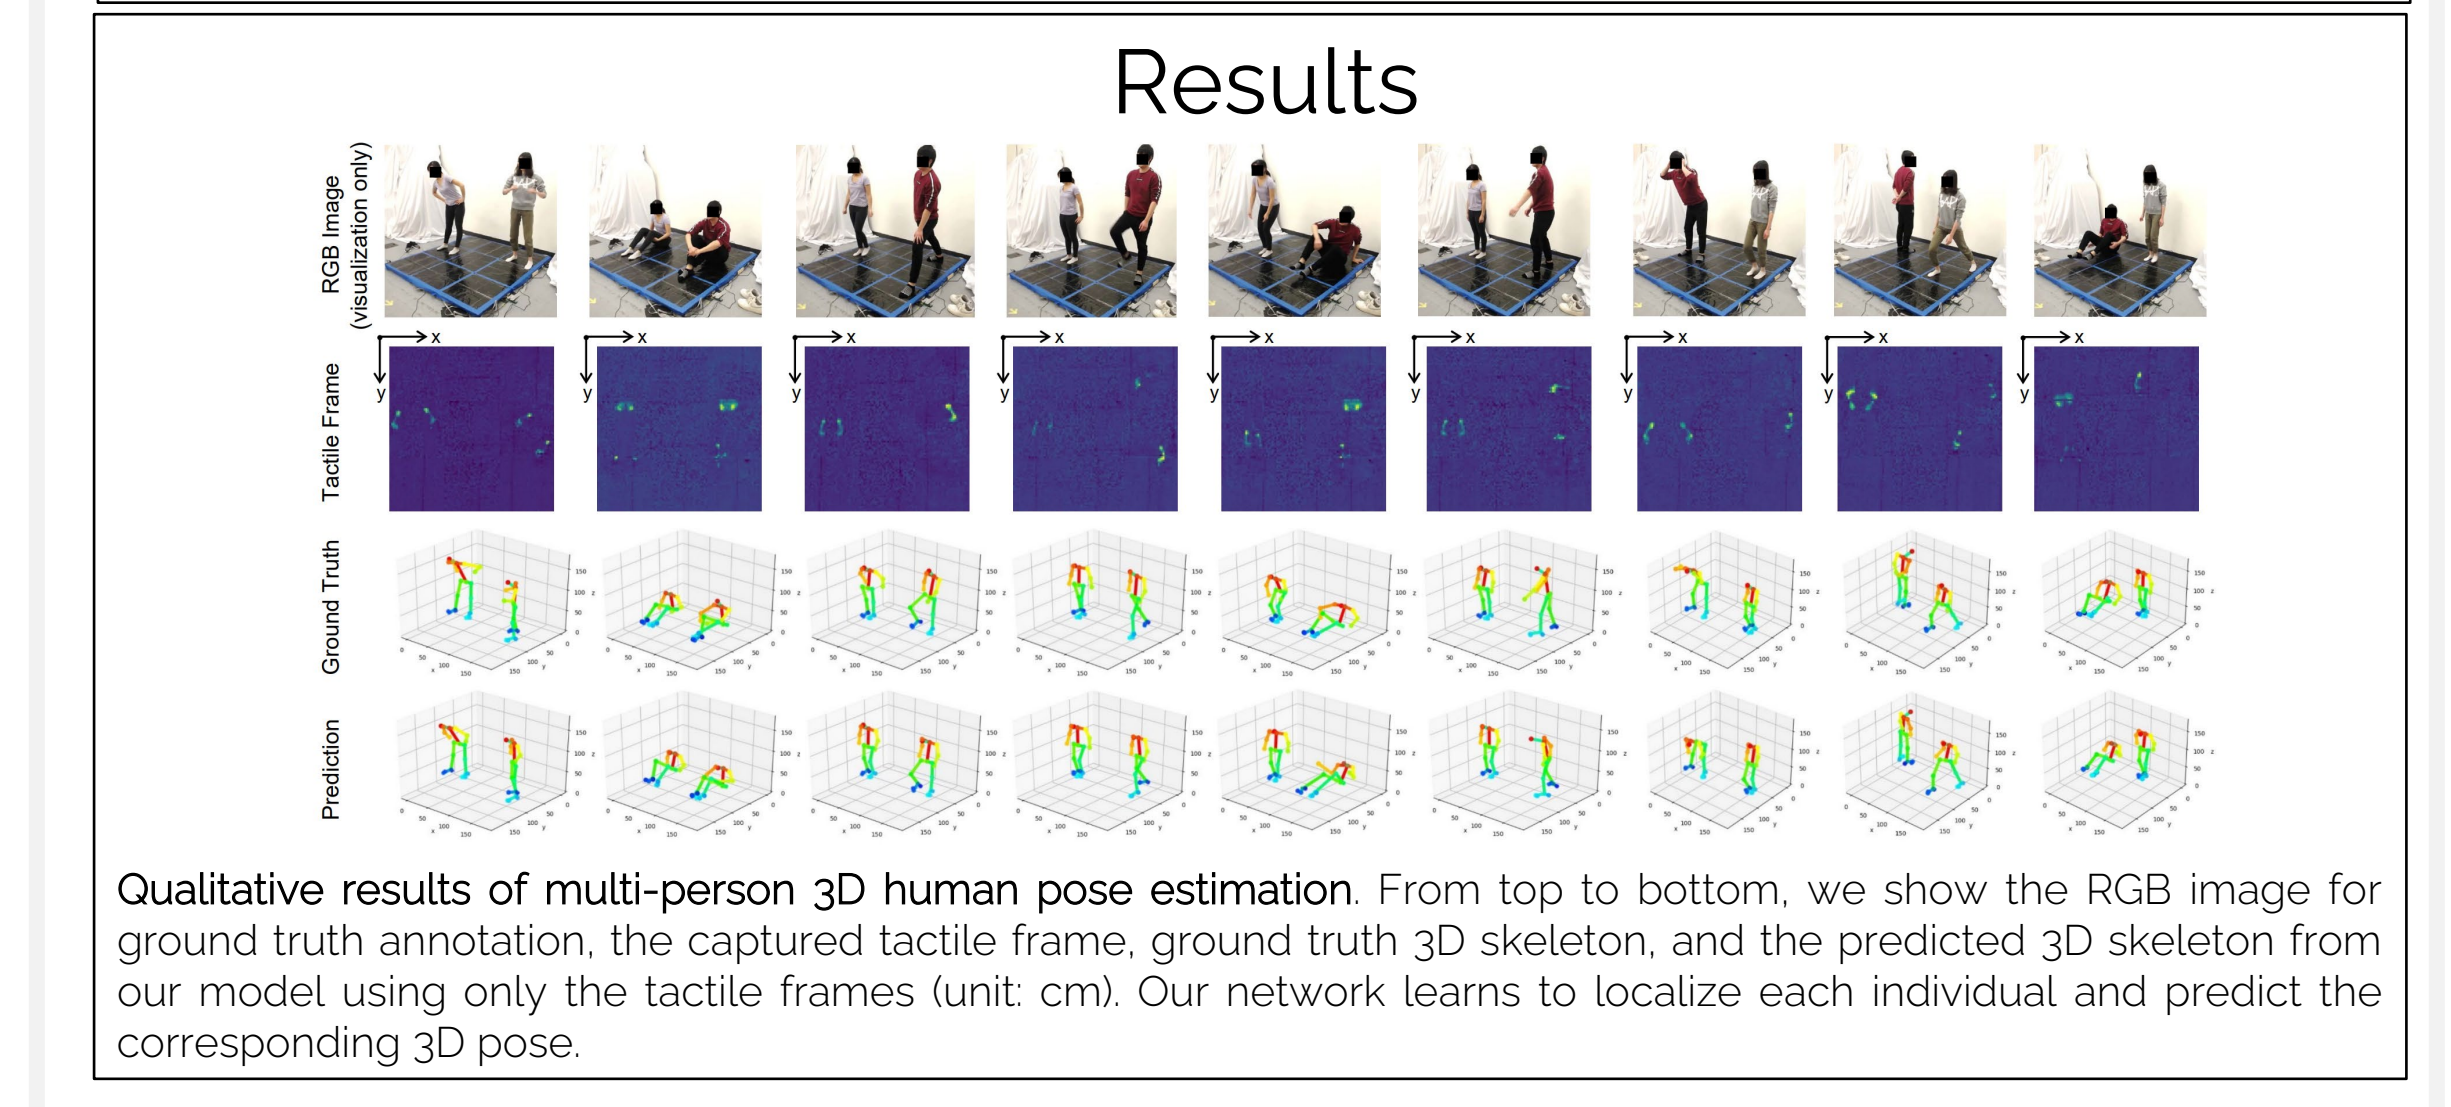 Results
RGB Image
(visualization only)
x x x x x x x x x
y y y y y y y y y
Tactile Frame
Ground Truth
Prediction
Qualitative results of multi-person 3D human pose estimation. From top to bottom, we show the RGB image for
ground truth annotation, the captured tactile frame, ground truth 3D skeleton, and the predicted 3D skeleton from
our model using only the tactile frames (unit: cm). Our network learns to localize each individual and predict the
corresponding 3D pose.